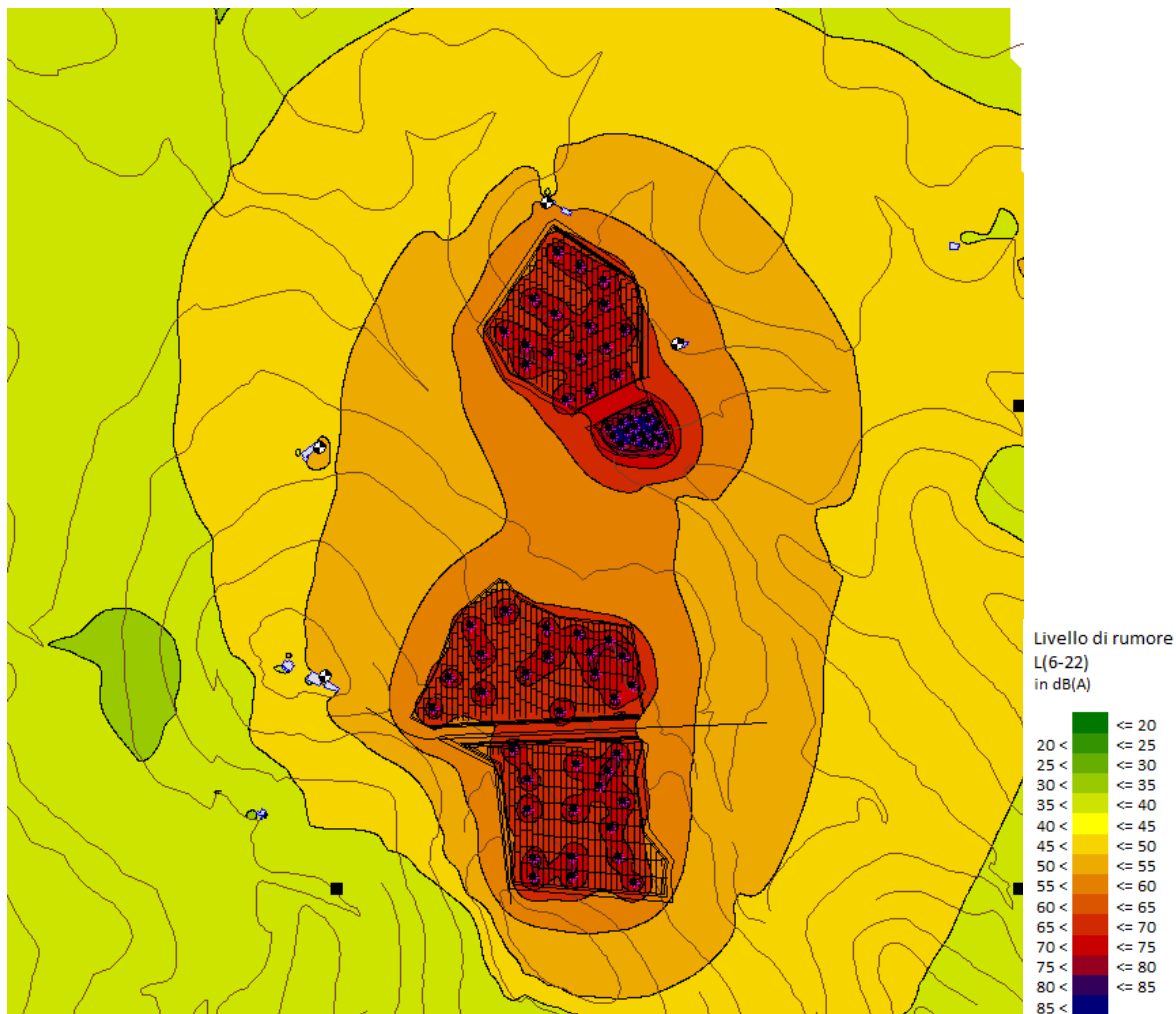 Livello di rumore
L(6-22)
in dB(A)
<= 20
20 < <= 25
25 < <= 30
30 < <= 35
35 < <= 40
40 < <= 45
45 < <= 50
50 < <= 55
55 < <= 60
60 < <= 65
65 < <= 70
70 < <= 75
75 < <= 80
80 < <= 85
85 <